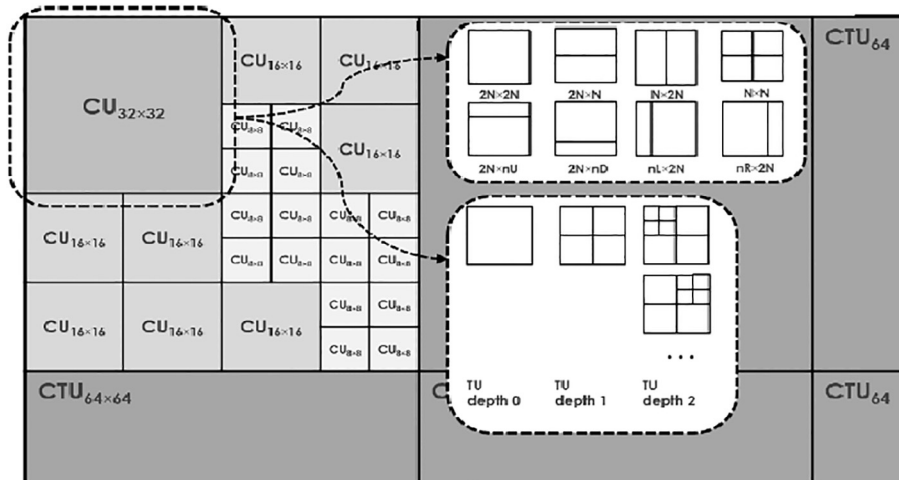 CU32×32
CU16×16 CU16×16
CU8×8 CU8×8
CU16×16
CU8×8 CU8×8
CU16×16 CU16×16
CU8×8 CU8×8 CU8×8 CU8×8
CU8×8 CU8×8 CU8×8 CU8×8
CU16×16 CU16×16 CU16×16
CU8×8 CU8×8
CU8×8 CU8×8
CTU64×64
2N×2N 2N×N N×2N N×N
2N×nU 2N×nD nL×2N nR×2N
TU TU TU
depth 0 depth 1 depth 2
...
CTU64
CTU64